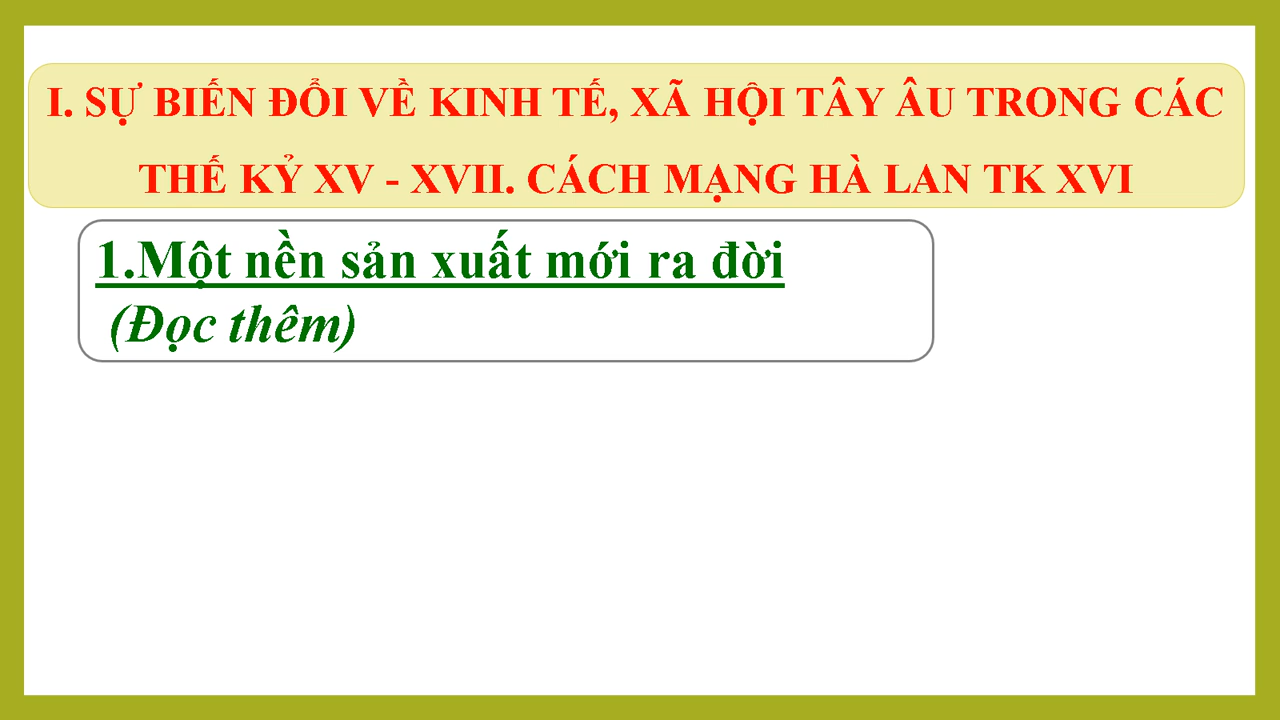 I. SỰ BIẾN ĐỔI VỀ KINH TẾ, XÃ HỘI TÂY ÂU TRONG CÁC
THẾ KỶ XV - XVII. CÁCH MẠNG HÀ LAN TK XVI
1.Một nền sản xuất mới ra đời
(Đọc thêm)